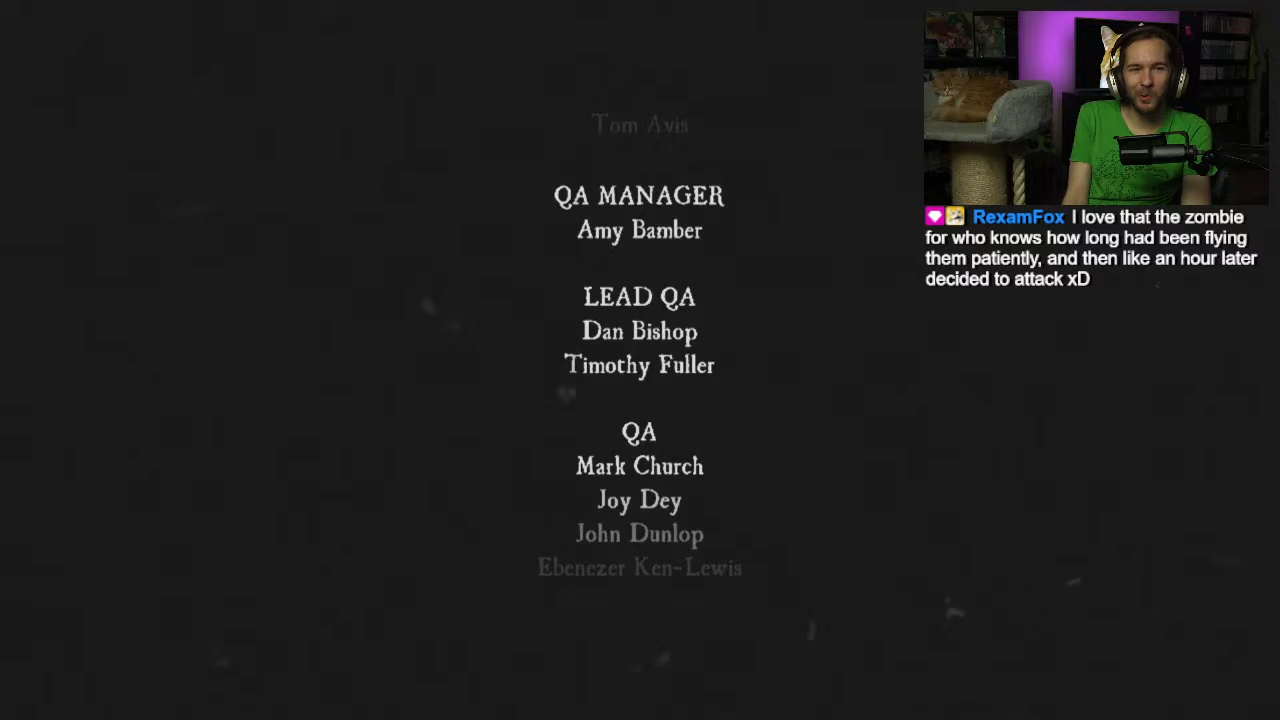 Tom Avis
QA MANAGER
Amy Bamber
LEAD QA
Dan Bishop
Timothy Fuller
QA
Mark Church
Joy Dey
John Dunlop
Ebenezer Ken-Lewis
RexamFox I love that the zombie
for who knows how long had been flying
them patiently, and then like an hour later
decided to attack xD